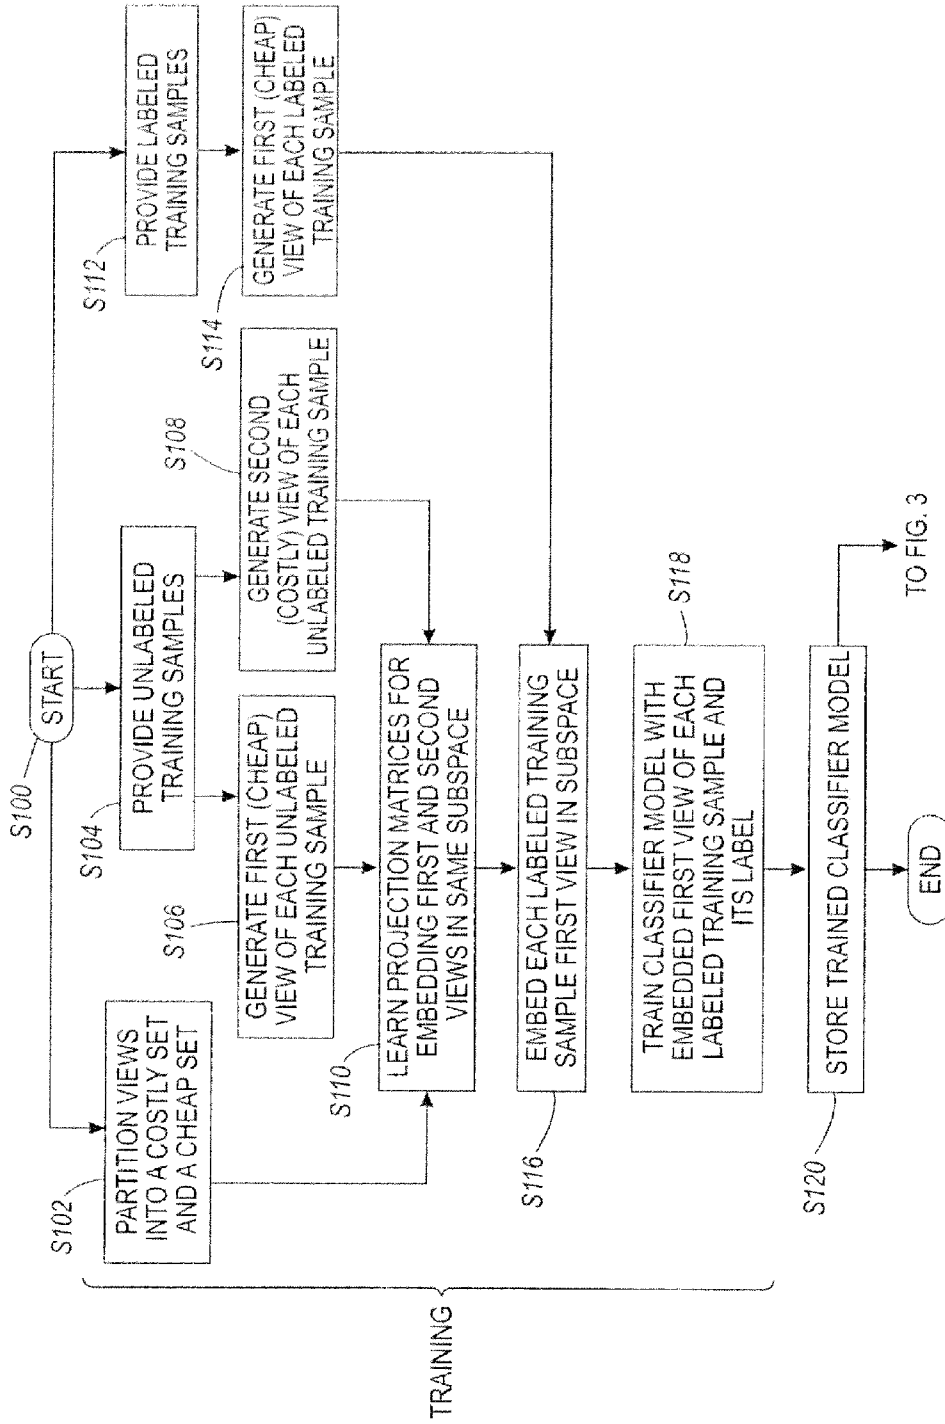 S100
START
S102
PARTITION VIEWS
INTO A COSTLY SET
AND A CHEAP SET
S104
PROVIDE UNLABELED
TRAINING SAMPLES
S112
PROVIDE LABELED
TRAINING SAMPLES
S106
GENERATE FIRST (CHEAP)
VIEW OF EACH UNLABELED
TRAINING SAMPLE
S108
GENERATE SECOND
(COSTLY) VIEW OF EACH
UNLABELED TRAINING SAMPLE
S114
GENERATE FIRST (CHEAP)
VIEW OF EACH LABELED
TRAINING SAMPLE
TRAINING
S110
LEARN PROJECTION MATRICES FOR
EMBEDDING FIRST AND SECOND
VIEWS IN SAME SUBSPACE
S116
EMBED EACH LABELED TRAINING
SAMPLE FIRST VIEW IN SUBSPACE
S118
TRAIN CLASSIFIER MODEL WITH
EMBEDDED FIRST VIEW OF EACH
LABELED TRAINING SAMPLE AND
ITS LABEL
S120
STORE TRAINED CLASSIFIER MODEL
TO FIG. 3
END